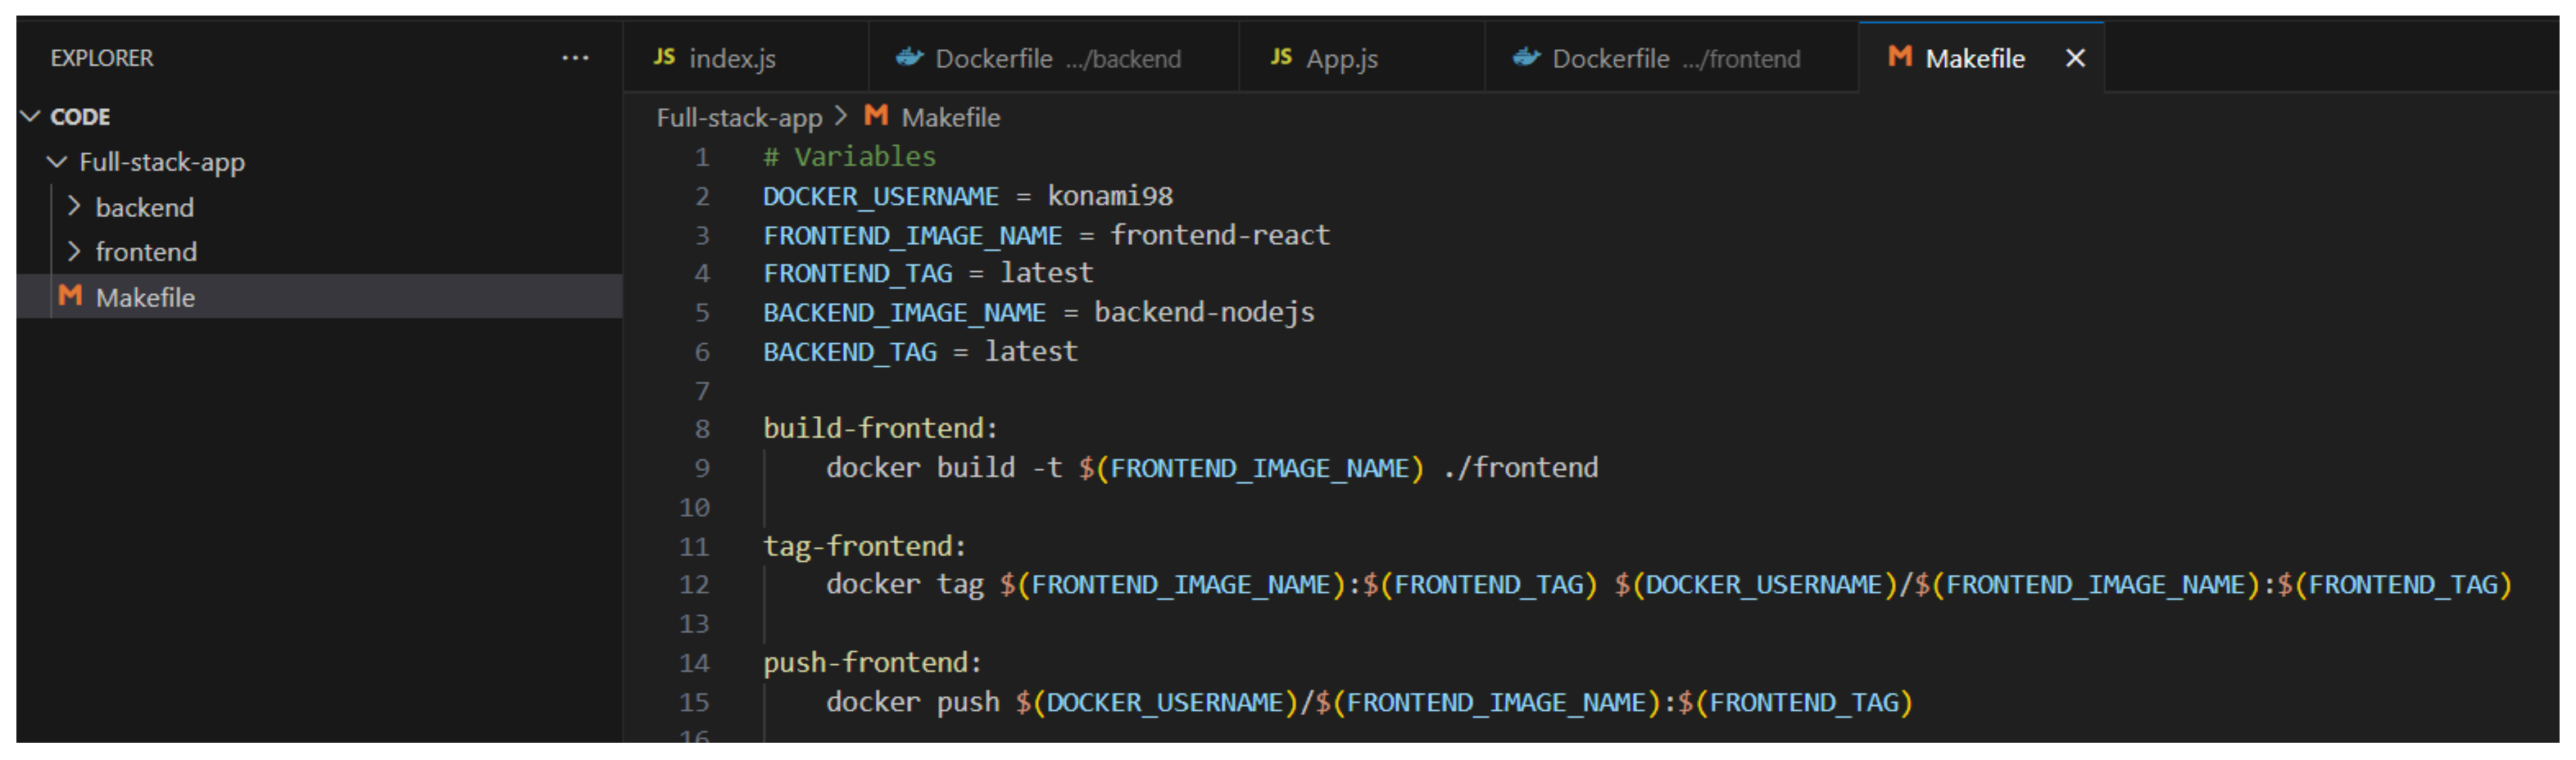 EXPLORER ...
CODE
Full-stack-app
backend
frontend
M Makefile
JS index.js Dockerfile .../backend JS App.js Dockerfile .../frontend M Makefile ×
Full-stack-app > M Makefile
1 # Variables
2 DOCKER_USERNAME = konami98
3 FRONTEND_IMAGE_NAME = frontend-react
4 FRONTEND_TAG = latest
5 BACKEND_IMAGE_NAME = backend-nodejs
6 BACKEND_TAG = latest
7
8 build-frontend:
9 docker build -t $(FRONTEND_IMAGE_NAME) ./frontend
10
11 tag-frontend:
12 docker tag $(FRONTEND_IMAGE_NAME):$(FRONTEND_TAG) $(DOCKER_USERNAME)/$(FRONTEND_IMAGE_NAME):$(FRONTEND_TAG)
13
14 push-frontend:
15 docker push $(DOCKER_USERNAME)/$(FRONTEND_IMAGE_NAME):$(FRONTEND_TAG)
16